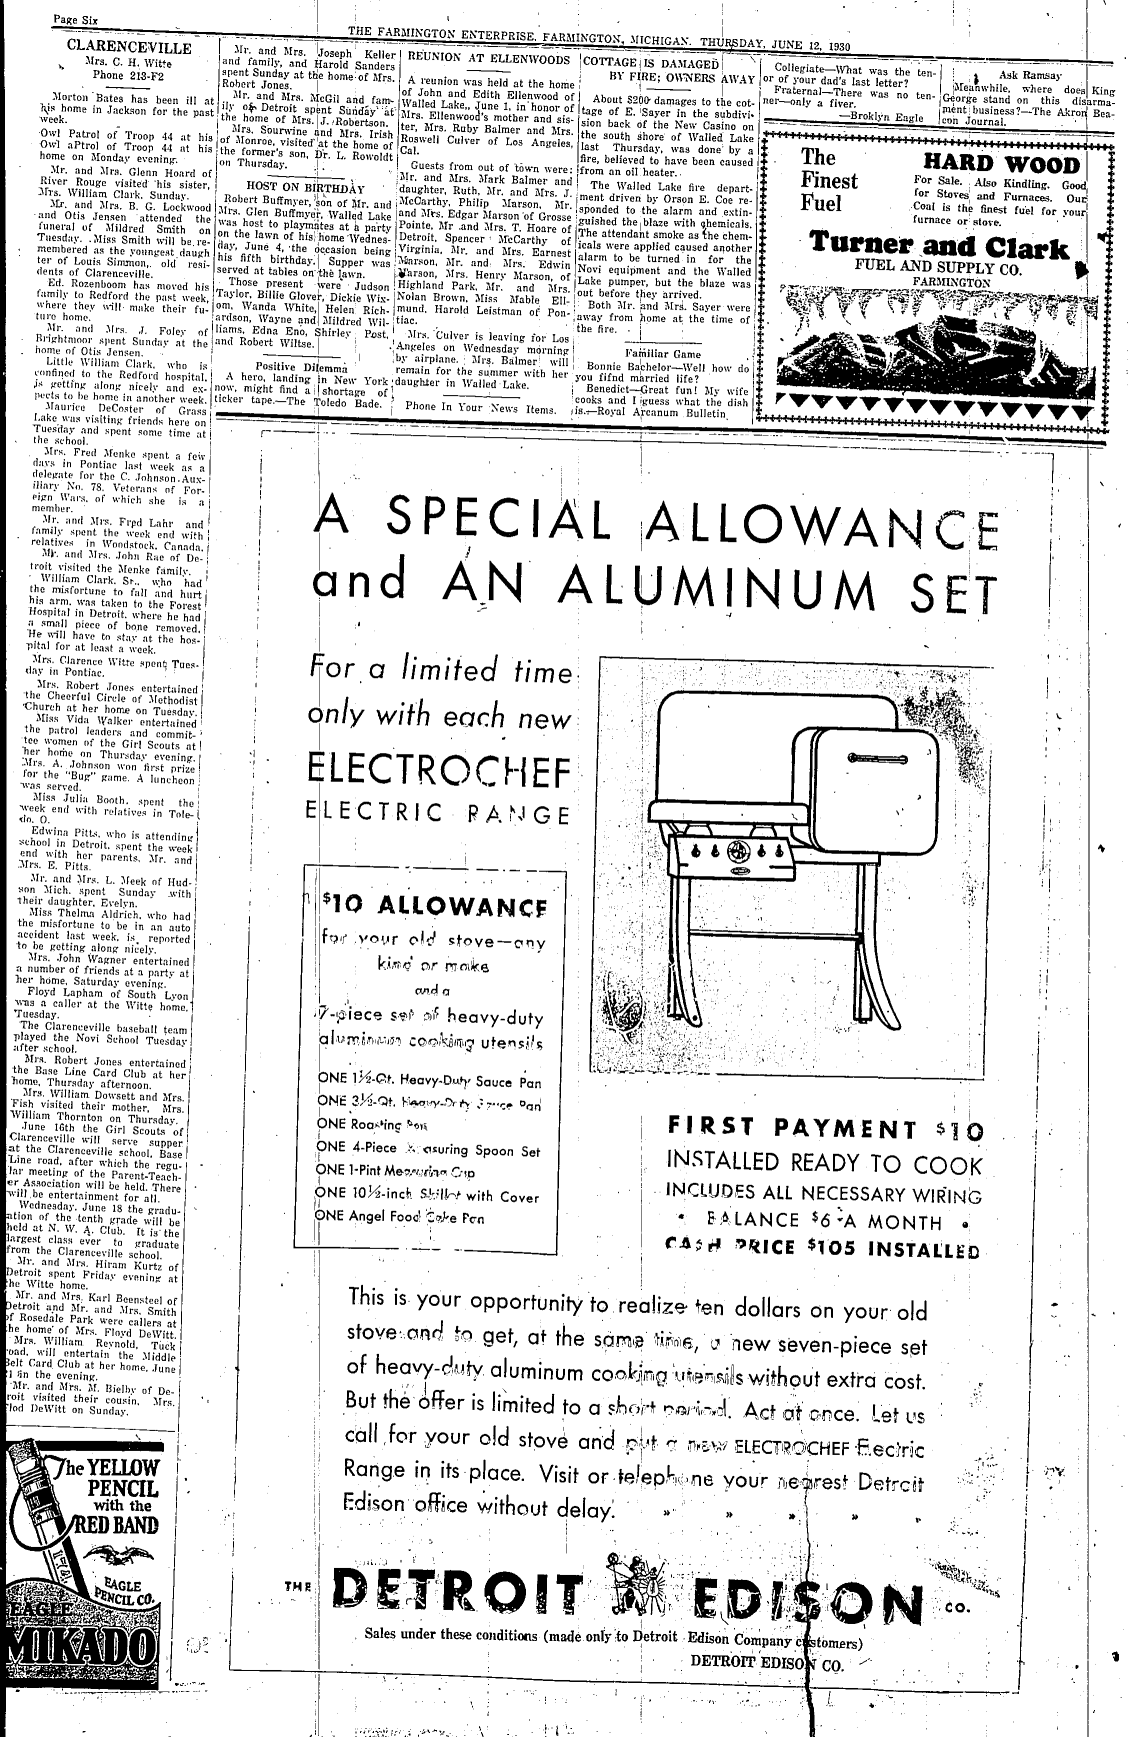 Page Six
THE FARMINGTON ENTERPRISE, FARMINGTON, MICHIGAN. THURSDAY, JUNE 12, 1930
CLARENCEVILLE
Mrs. C. H. Witte
Phone 213-F2
Morton Bates has been ill at
his home in Jackson for the past
week.
Owl Patrol of Troop 44 at his
Owl aPtrol of Troop 44 at his
home on Monday evening.
Mr. and Mrs. Glenn Hoard of
River Rouge visited his sister,
Mrs. William Clark, Sunday.
Mr. and Mrs. B. G. Lockwood
and Otis Jensen attended the
funeral of Mildred Smith on
Tuesday. Miss Smith will be re-
membered as the youngest daugh
ter of Louis Simmon, old resi-
dents of Clarenceville.
Ed. Rozenboom has moved his
family to Redford the past week,
where they will make their fu-
ture home.
Mr. and Mrs. J. Foley of
Brightmoor spent Sunday at the
home of Otis Jensen.
Little William Clark, who is
confined to the Redford hospital,
is getting along nicely and ex-
pects to be home in another week.
Maurice DeCoster of Grass
Lake was visiting friends here on
Tuesday and spent some time at
the school.
Mrs. Fred Menke spent a few
days in Pontiac last week as a
delegate for the C. Johnson Aux-
iliary No. 78, Veterans of For-
eign Wars, of which she is a
member.
Mr. and Mrs. Fred Lahr and
family spent the week end with
relatives in Woodstock, Canada.
Mr. and Mrs. John Rae of De-
troit visited the Menke family.
William Clark, Sr., who had
the misfortune to fall and hurt
his arm, was taken to the Forest
Hospital in Detroit, where he had
a small piece of bone removed.
He will have to stay at the hos-
pital for at least a week.
Mrs. Clarence Witte spent Tues-
day in Pontiac.
Mrs. Robert Jones entertained
the Cheerful Circle of Methodist
Church at her home on Tuesday.
Miss Vida Walker entertained
the patrol leaders and commit-
tee women of the Girl Scouts at
her home on Thursday evening.
Mrs. A. Johnson won first prize
for the "Bug" game. A luncheon
was served.
Miss Julia Booth, spent the
week end with relatives in Tole-
do, O.
Edwina Pitts, who is attending
school in Detroit, spent the week
end with her parents, Mr. and
Mrs. E. Pitts.
Mr. and Mrs. L. Meek of Hud-
son Mich. spent Sunday with
their daughter, Evelyn.
Miss Thelma Aldrich, who had
the misfortune to be in an auto
accident last week, is reported
to be getting along nicely.
Mrs. John Wagner entertained
a number of friends at a party at
her home, Saturday evening.
Floyd Lapham of South Lyon
was a caller at the Witte home,
Tuesday.
The Clarenceville baseball team
played the Novi School Tuesday
after school.
Mrs. Robert Jones entertained
the Base Line Card Club at her
home, Thursday afternoon.
Mrs. William Dowsett and Mrs.
Fish visited their mother, Mrs.
William Thornton on Thursday.
June 16th the Girl Scouts of
Clarenceville will serve supper
at the Clarenceville school, Base
Line road, after which the regu-
lar meeting of the Parent-Teach-
er Association will be held. There
will be entertainment for all.
Wednesday, June 18 the gradu-
ation of the tenth grade will be
held at N. W. A. Club. It is the
largest class ever to graduate
from the Clarenceville school.
Mr. and Mrs. Hiram Kurtz of
Detroit spent Friday evening at
the Witte home.
Mr. and Mrs. Karl Beensteel of
Detroit and Mr. and Mrs. Smith
of Rosedale Park were callers at
he home of Mrs. Floyd DeWitt.
Mrs. William Reynold, Tuck
oad, will entertain the Middle
Belt Card Club at her home, June
in the evening.
Mr. and Mrs. M. Bielby of De-
roit visited their cousin, Mrs.
lod DeWitt on Sunday.
The YELLOW
PENCIL
with the
RED BAND
EAGLE
PENCIL CO.
EAGLE
MIKADO
Mr. and Mrs. Joseph Keller
and family, and Harold Sanders
spent Sunday at the home of Mrs.
Robert Jones.
Mr. and Mrs. McGil and fam-
ily of Detroit spent Sunday at
the home of Mrs. J. Robertson.
Mrs. Sourwine and Mrs. Irish
of Monroe, visited at the home of
the former's son, Dr. L. Rowoldt
on Thursday.
HOST ON BIRTHDAY
Robert Buffmyer, son of Mr. and
Mrs. Glen Buffmyer, Walled Lake
was host to playmates at a party
on the lawn of his home Wednes-
day, June 4, the occasion being
his fifth birthday. Supper was
served at tables on the lawn.
Those present were Judson
Taylor, Billie Glover, Dickie Wix-
om, Wanda White, Helen Rich-
ardson, Wayne and Mildred Wil-
liams, Edna Eno, Shirley Post,
and Robert Wiltse.
Positive Dilemma
A hero, landing in New York
now, might find a shortage of
ticker tape.—The Toledo Bade.
REUNION AT ELLENWOODS
A reunion was held at the home
of John and Edith Ellenwood of
Walled Lake, June 1, in honor of
Mrs. Ellenwood's mother and sis-
ter, Mrs. Ruby Balmer and Mrs.
Roswell Culver of Los Angeles,
Cal.
Guests from out of town were:
Mr. and Mrs. Mark Balmer and
daughter, Ruth, Mr. and Mrs. J.
McCarthy, Philip Marson, Mr.
and Mrs. Edgar Marson of Grosse
Pointe, Mr and Mrs. T. Hoare of
Detroit, Spencer McCarthy of
Virginia, Mr. and Mrs. Earnest
Marson, Mr. and Mrs. Edwin
Marson, Mrs. Henry Marson, of
Highland Park, Mr. and Mrs.
Nolan Brown, Miss Mable Ell-
mund, Harold Leistman of Pon-
tiac.
Mrs. Culver is leaving for Los
Angeles on Wednesday morning
by airplane. Mrs. Balmer will
remain for the summer with her
daughter in Walled Lake.
Phone In Your News Items.
COTTAGE IS DAMAGED
BY FIRE; OWNERS AWAY
About $200 damages to the cot-
tage of E. Sayer in the subdivi-
sion back of the New Casino on
the south shore of Walled Lake
last Thursday, was done by a
fire, believed to have been caused
from an oil heater.
The Walled Lake fire depart-
ment driven by Orson E. Coe re-
sponded to the alarm and extin-
guished the blaze with chemicals.
The attendant smoke as the chem-
icals were applied caused another
alarm to be turned in for the
Novi equipment and the Walled
Lake pumper, but the blaze was
out before they arrived.
Both Mr. and Mrs. Sayer were
away from home at the time of
the fire.
Familiar Game
Bonnie Bachelor—Well how do
you fifnd married life?
Benedict—Great fun! My wife
cooks and I guess what the dish
is.—Royal Arcanum Bulletin
Collegiate—What was the ten-
or of your dad's last letter?
Fraternal—There was no ten-
ner—only a fiver.
—Broklyn Eagle
Ask Ramsay
Meanwhile, where does King
George stand on this disarma-
ment business?—The Akron Bea-
con Journal.
The
Finest
Fuel
HARD WOOD
For Sale. Also Kindling. Good
for Stoves and Furnaces. Our
Coal is the finest fuel for your
furnace or stove.
Turner and Clark
FUEL AND SUPPLY CO.
FARMINGTON
A SPECIAL ALLOWANCE
and AN ALUMINUM SET
For a limited time
only with each new
ELECTROCHEF
ELECTRIC RANGE
$10 ALLOWANCE
for your old stove—any
kind or make
and a
7-piece set of heavy-duty
aluminum cooking utensils
ONE 1½-Qt. Heavy-Duty Sauce Pan
ONE 3½-Qt. Heavy-Duty Sauce Pan
ONE Roasting Pan
ONE 4-Piece Measuring Spoon Set
ONE 1-Pint Measuring Cup
ONE 10½-inch Skillet with Cover
ONE Angel Food Cake Pan
FIRST PAYMENT $10
INSTALLED READY TO COOK
INCLUDES ALL NECESSARY WIRING
• BALANCE $6 A MONTH •
CASH PRICE $105 INSTALLED
This is your opportunity to realize ten dollars on your old
stove and to get, at the same time, a new seven-piece set
of heavy-duty aluminum cooking utensils without extra cost.
But the offer is limited to a short period. Act at once. Let us
call for your old stove and put a new ELECTROCHEF Electric
Range in its place. Visit or telephone your nearest Detroit
Edison office without delay. » » » » »
THE DETROIT EDISON CO.
Sales under these conditions (made only to Detroit Edison Company customers)
DETROIT EDISON CO.